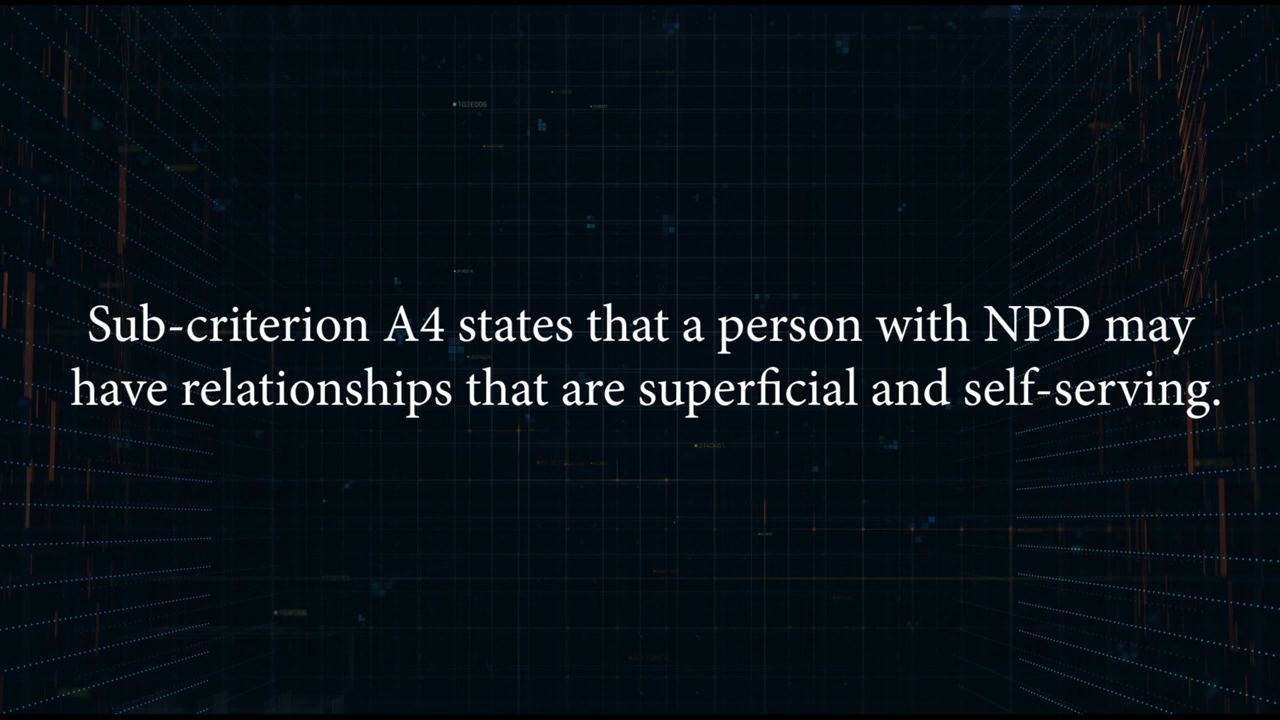 Sub-criterion A4 states that a person with NPD may
have relationships that are superficial and self-serving.